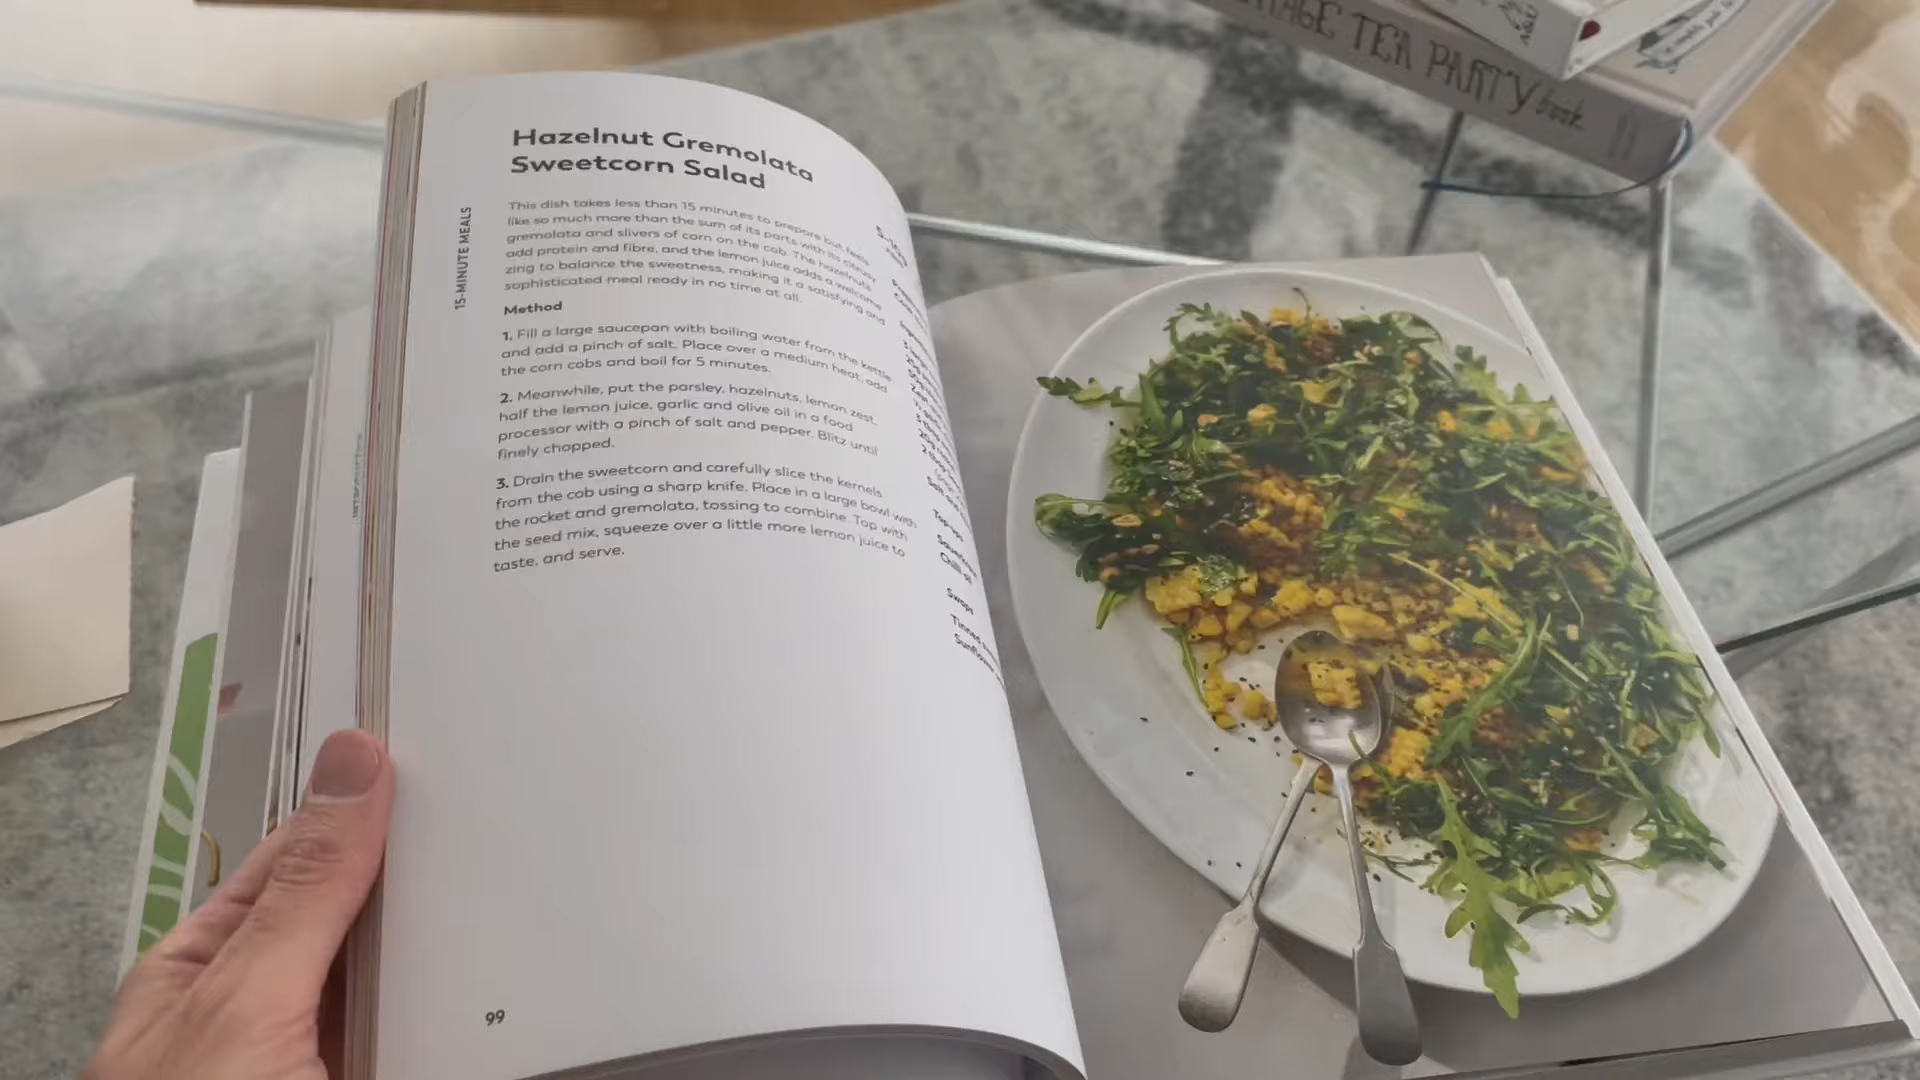 Hazelnut Gremolata
Sweetcorn Salad
15-MINUTE MEALS
This dish takes less than 15 minutes to prepare but feels
like so much more than the sum of its parts with its citrusy
gremolata and slivers of corn on the cob. The hazelnuts
add protein and fibre, and the lemon juice adds a welcome
zing to balance the sweetness, making it a satisfying and
sophisticated meal ready in no time at all.
Method
1. Fill a large saucepan with boiling water from the kettle
and add a pinch of salt. Place over a medium heat, add
the corn cobs and boil for 5 minutes.
2. Meanwhile, put the parsley, hazelnuts, lemon zest,
half the lemon juice, garlic and olive oil in a food
processor with a pinch of salt and pepper. Blitz until
finely chopped.
3. Drain the sweetcorn and carefully slice the kernels
from the cob using a sharp knife. Place in a large bowl with
the rocket and gremolata, tossing to combine. Top with
the seed mix, squeeze over a little more lemon juice to
taste, and serve.
Salt and
Chilli oil
Swaps
Tinned
99
TEA PARTY book